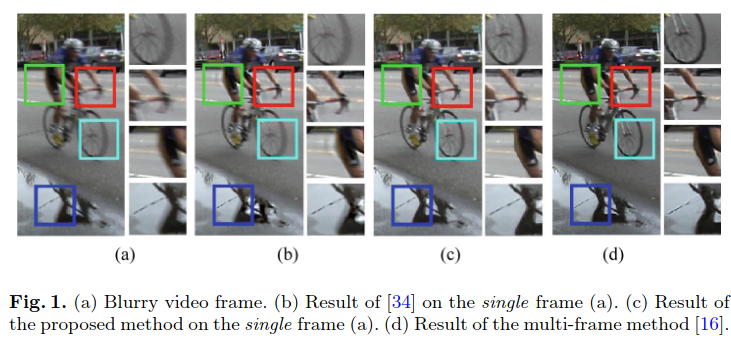 (a) (b) (c) (d)
Fig. 1. (a) Blurry video frame. (b) Result of [34] on the single frame (a). (c) Result of
the proposed method on the single frame (a). (d) Result of the multi-frame method [16].